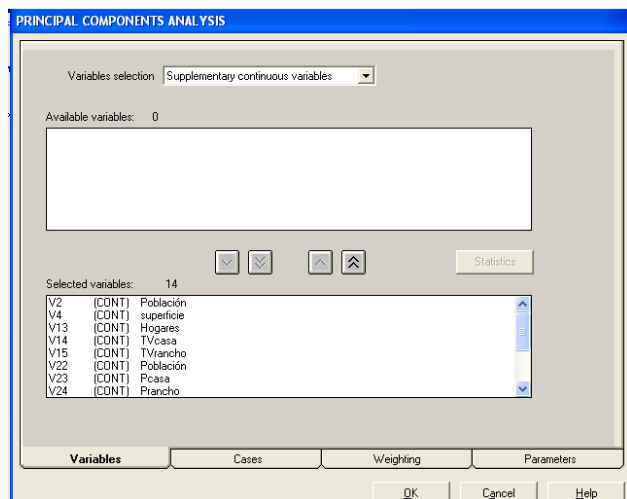 PRINCIPAL COMPONENTS ANALYSIS
Variables selection Supplementary continuous variables
Available variables: 0
Statistics
Selected variables: 14
V2 (CONT) Población
V4 (CONT) superficie
V13 (CONT) Hogares
V14 (CONT) TVcasa
V15 (CONT) TVrancho
V22 (CONT) Población
V23 (CONT) Pcasa
V24 (CONT) Prancho
Variables Cases Weighting Parameters
OK Cancel Help